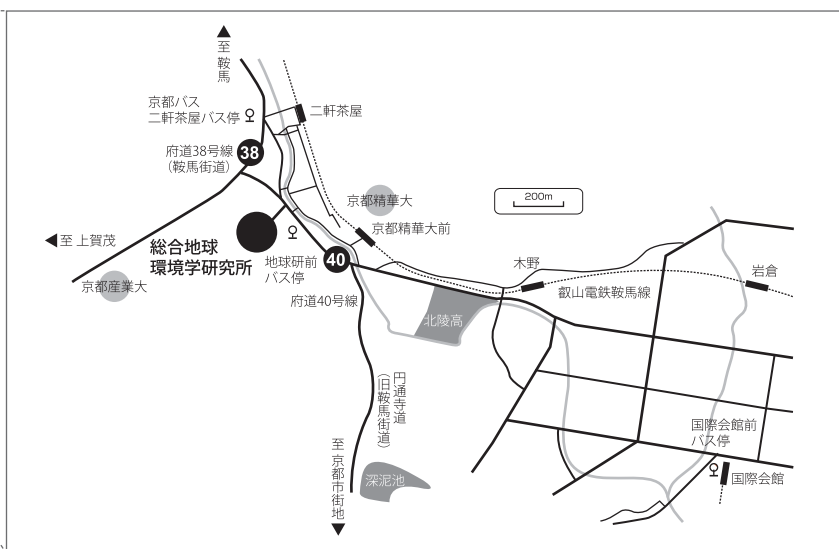 至 鞍馬
京都バス
二軒茶屋バス停
二軒茶屋
府道38号線
(鞍馬街道)
38
京都精華大
京都精華大前
200m
至 上賀茂
総合地球
環境学研究所
地球研前
バス停
40
府道40号線
京都産業大
木野
叡山電鉄鞍馬線
岩倉
北陵高
円通寺道
(旧鞍馬街道)
至 京都市街地
深泥池
国際会館前
バス停
国際会館